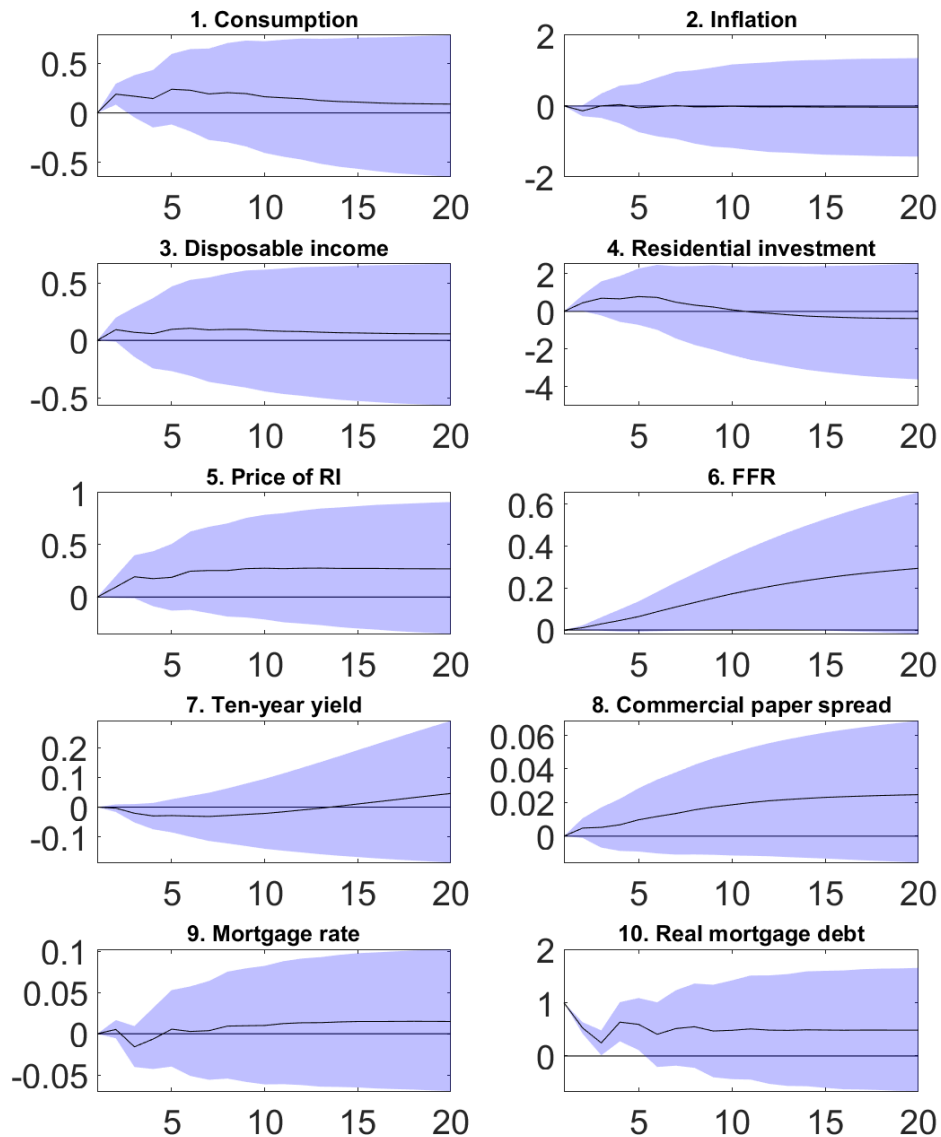 1. Consumption
0.5
0
-0.5
5 10 15 20
2. Inflation
2
0
-2
5 10 15 20
3. Disposable income
0.5
0
-0.5
5 10 15 20
4. Residential investment
2
0
-2
-4
5 10 15 20
5. Price of RI
1
0.5
0
5 10 15 20
6. FFR
0.6
0.4
0.2
0
5 10 15 20
7. Ten-year yield
0.2
0.1
0
-0.1
5 10 15 20
8. Commercial paper spread
0.06
0.04
0.02
0
5 10 15 20
9. Mortgage rate
0.1
0.05
0
-0.05
5 10 15 20
10. Real mortgage debt
2
1
0
5 10 15 20